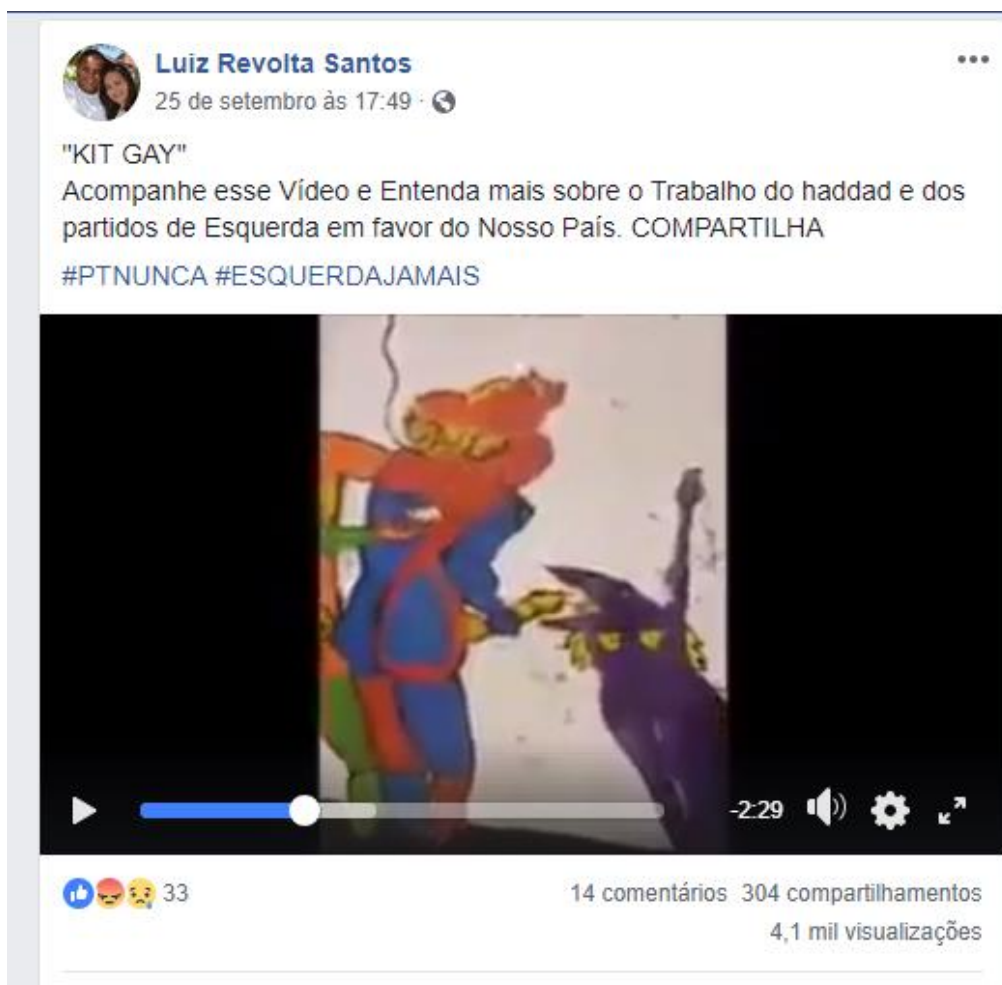 Luiz Revolta Santos
25 de setembro às 17:49 ·
"KIT GAY"
Acompanhe esse Vídeo e Entenda mais sobre o Trabalho do haddad e dos
partidos de Esquerda em favor do Nosso País. COMPARTILHA
#PTNUNCA #ESQUERDAJAMAIS
-2:29
33
14 comentários 304 compartilhamentos
4,1 mil visualizações